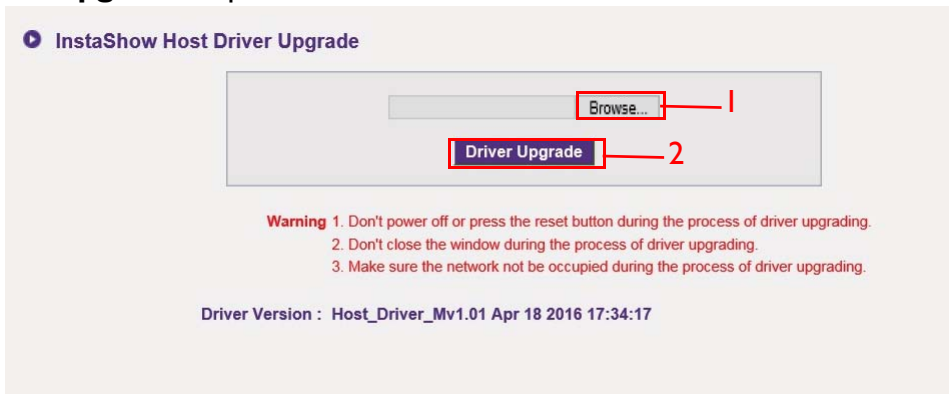 InstaShow Host Driver Upgrade
Browse...
1
Driver Upgrade
2
Warning 1. Don't power off or press the reset button during the process of driver upgrading.
2. Don't close the window during the process of driver upgrading.
3. Make sure the network not be occupied during the process of driver upgrading.
Driver Version : Host_Driver_Mv1.01 Apr 18 2016 17:34:17